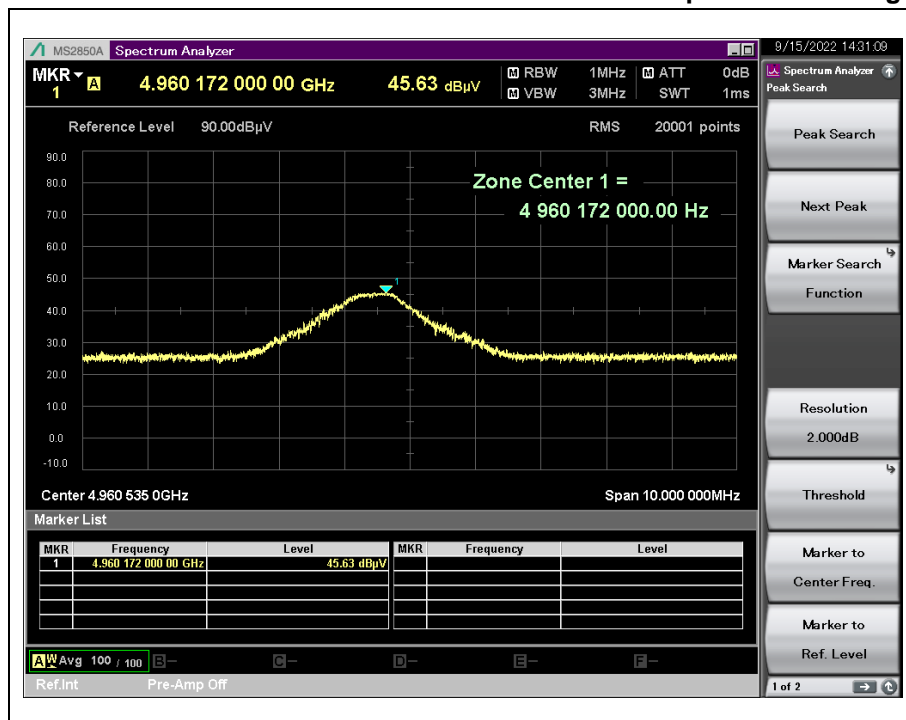 MS2850A Spectrum Analyzer
9/15/2022 14:31:09
MKR A 4.960 172 000 00 GHz 45.63 dBµV M RBW 1MHz M ATT 0dB
1 M VBW 3MHz SWT 1ms
Spectrum Analyzer
Peak Search
Reference Level 90.00dBµV RMS 20001 points
90.0
80.0
70.0
60.0
50.0
40.0
30.0
20.0
10.0
0.0
-10.0
Zone Center 1 =
4 960 172 000.00 Hz
1
Center 4.960 535 0GHz Span 10.000 000MHz
Marker List
MKR Frequency Level MKR Frequency Level
1 4.960 172 000 00 GHz 45.63 dBµV
A W Avg 100 / 100 B- C- D- E- F-
Ref.Int Pre-Amp Off
Peak Search
Next Peak
Marker Search
Function
Resolution
2.000dB
Threshold
Marker to
Center Freq.
Marker to
Ref. Level
1 of 2